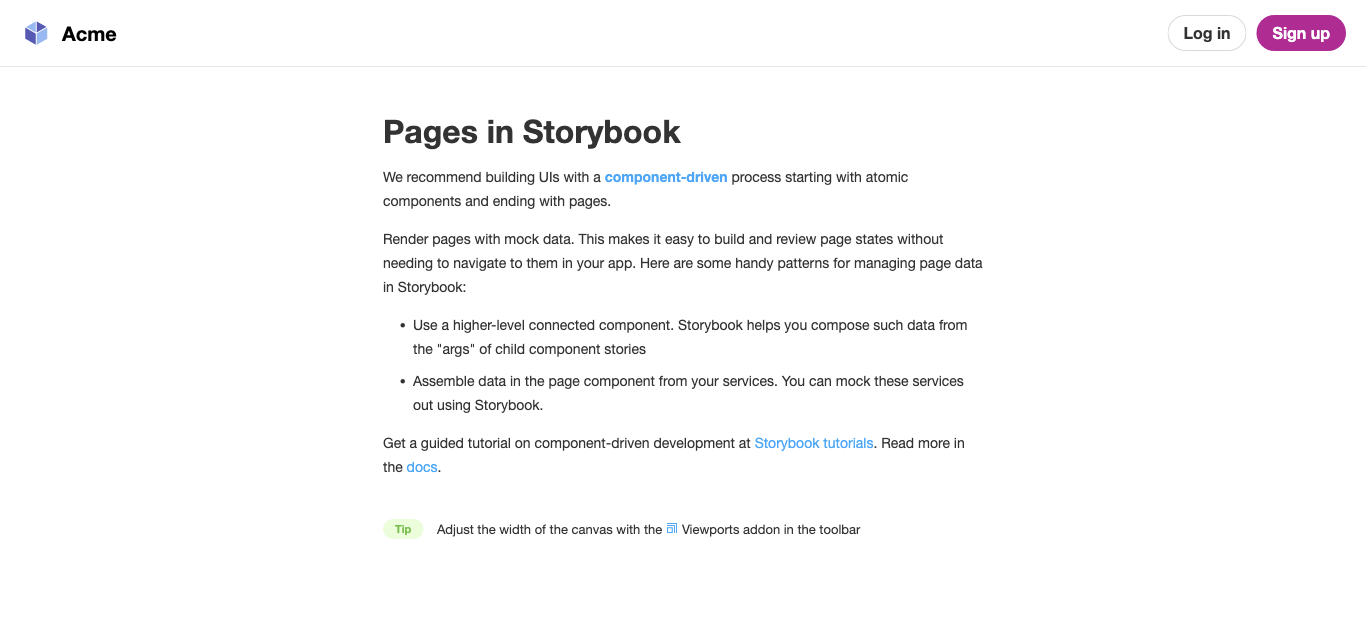 Acme
Log in
Sign up
Pages in Storybook
We recommend building UIs with a component-driven process starting with atomic
components and ending with pages.
Render pages with mock data. This makes it easy to build and review page states without
needing to navigate to them in your app. Here are some handy patterns for managing page data
in Storybook:
• Use a higher-level connected component. Storybook helps you compose such data from
the "args" of child component stories
• Assemble data in the page component from your services. You can mock these services
out using Storybook.
Get a guided tutorial on component-driven development at Storybook tutorials. Read more in
the docs.
Tip
Adjust the width of the canvas with the Viewports addon in the toolbar